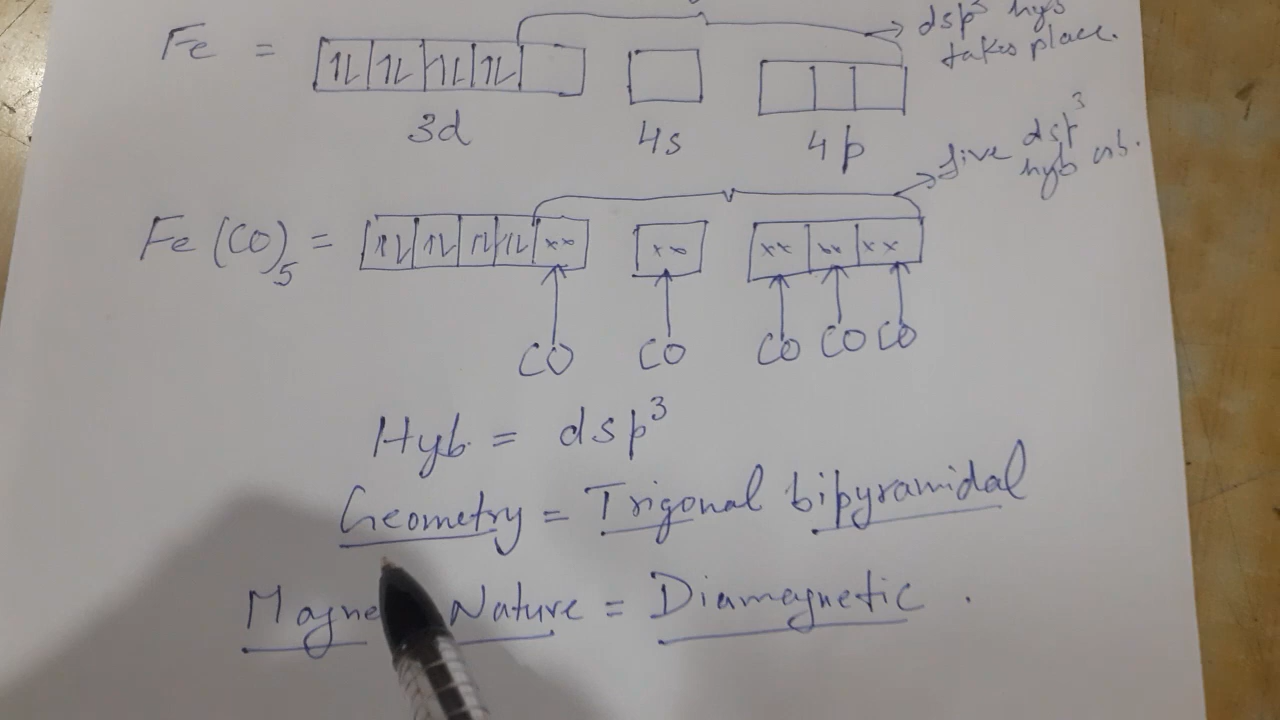 Fe = 1L 1L 1L 1L → dsp³ hyb
takes place.
3d 4s 4p
→ five dsp³
hyb orb.
Fe(CO)₅ = 1L 1L 1L 1L xx xx xx xx xx
CO CO CO CO CO
Hyb. = dsp³
Geometry = Trigonal bipyramidal
Magne Nature = Diamagnetic .